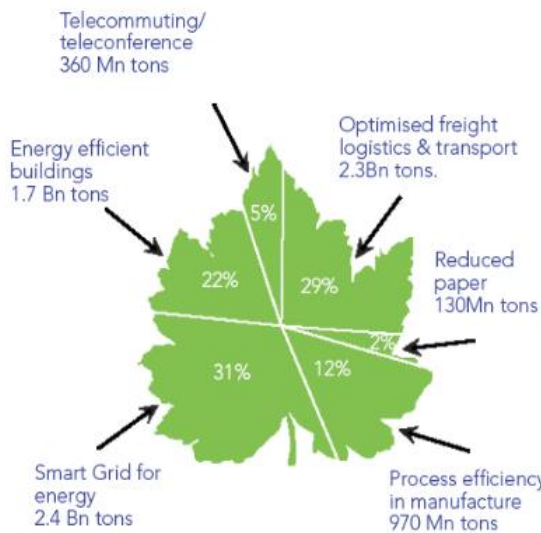 Telecommuting/
teleconference
360 Mn tons
Optimised freight
logistics & transport
2.3Bn tons.
Energy efficient
buildings
1.7 Bn tons
5%
22%
29%
Reduced
paper
130Mn tons
2%
31%
12%
Smart Grid for
energy
2.4 Bn tons
Process efficiency
in manufacture
970 Mn tons